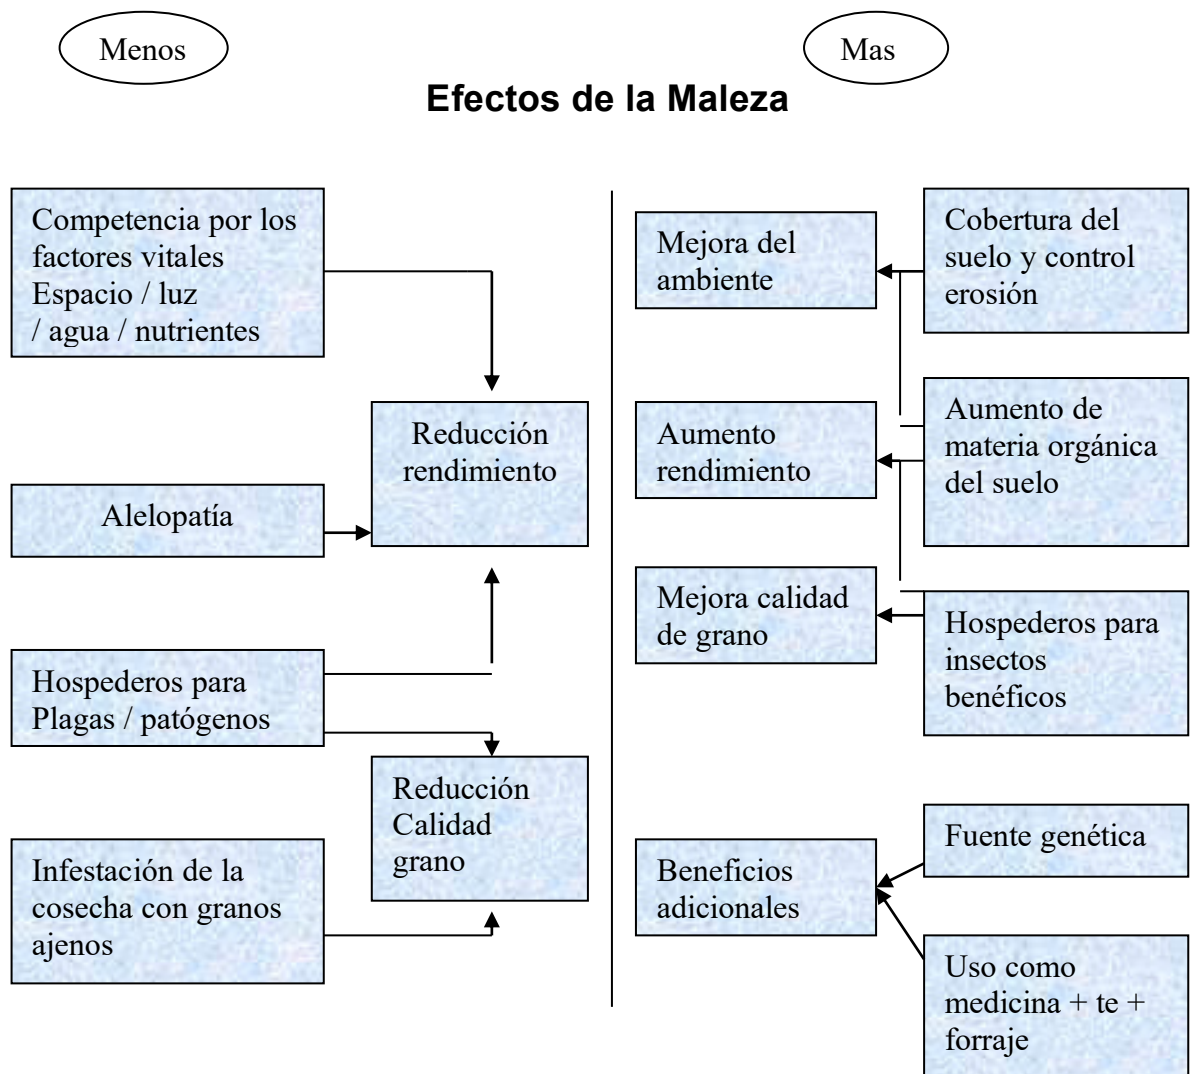 Menos
Mas
Efectos de la Maleza
Competencia por los
factores vitales
Espacio / luz
/ agua / nutrientes
Reducción
rendimiento
Alelopatía
Hospederos para
Plagas / patógenos
Reducción
Calidad
grano
Infestación de la
cosecha con granos
ajenos
Mejora del
ambiente
Cobertura del
suelo y control
erosión
Aumento
rendimiento
Aumento de
materia orgánica
del suelo
Mejora calidad
de grano
Hospederos para
insectos
benéficos
Beneficios
adicionales
Fuente genética
Uso como
medicina + te +
forraje